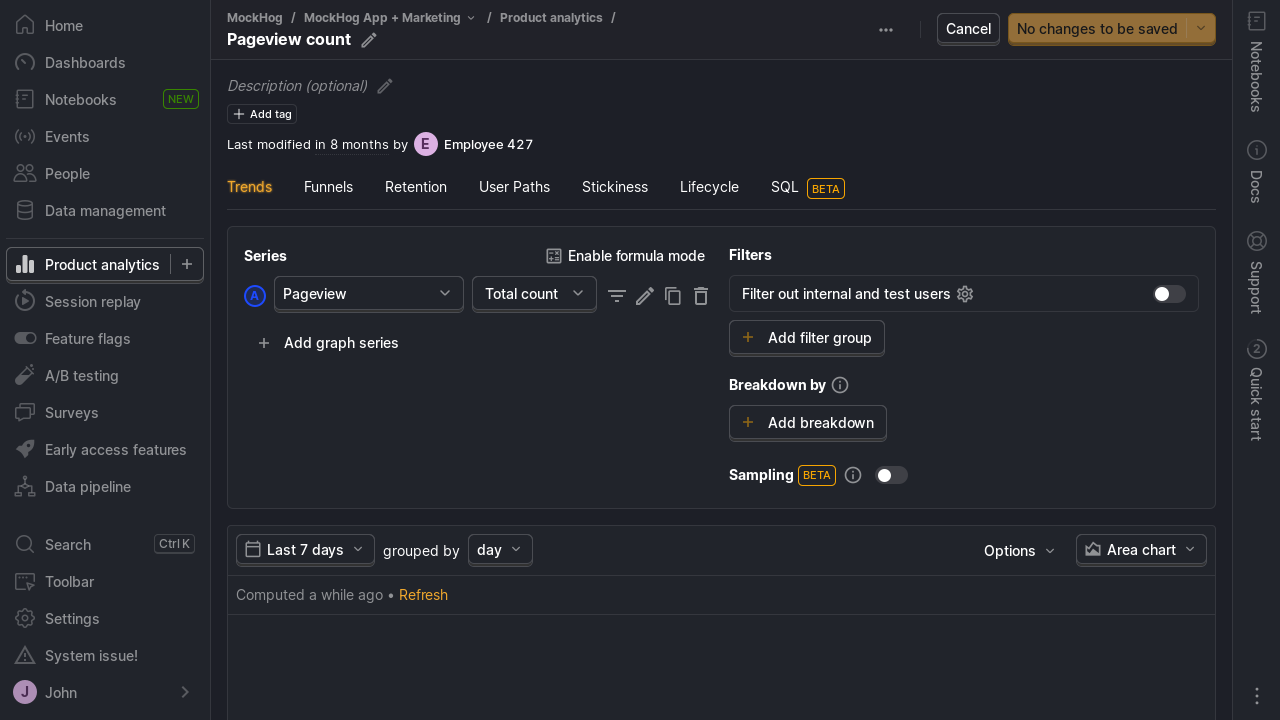 Home
Dashboards
Notebooks NEW
Events
People
Data management
Product analytics
Session replay
Feature flags
A/B testing
Surveys
Early access features
Data pipeline
Search Ctrl K
Toolbar
Settings
System issue!
J John
MockHog / MockHog App + Marketing / Product analytics /
Pageview count
Cancel
No changes to be saved
Description (optional)
Add tag
Last modified in 8 months by E Employee 427
Trends Funnels Retention User Paths Stickiness Lifecycle SQL BETA
Series
Enable formula mode
A Pageview Total count
Add graph series
Filters
Filter out internal and test users
Add filter group
Breakdown by
Add breakdown
Sampling BETA
Last 7 days grouped by day
Options
Area chart
Computed a while ago • Refresh
Notebooks
Docs
Support
2
Quick start